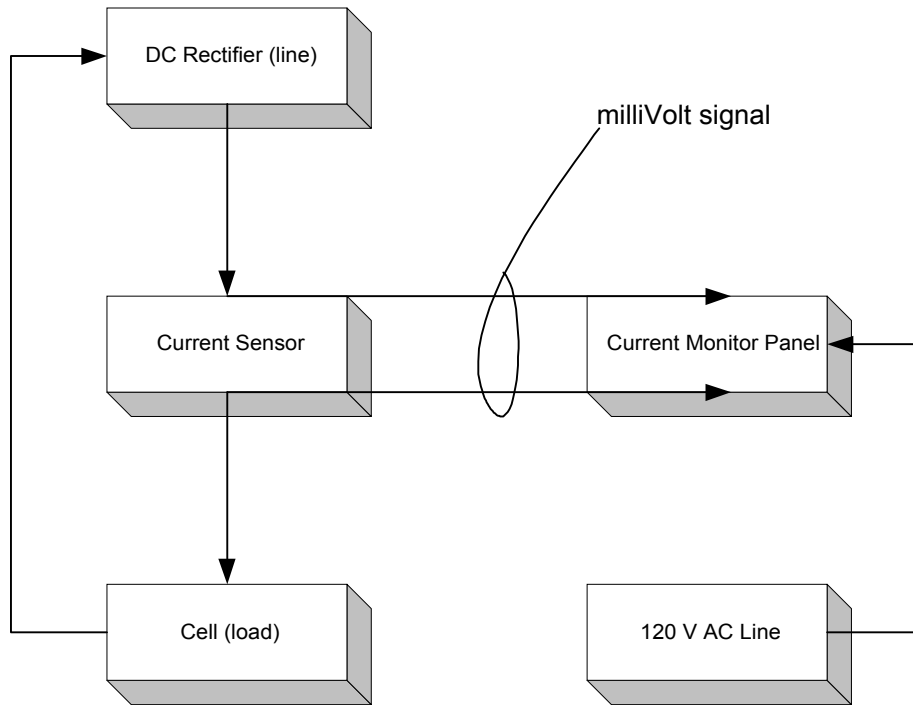 DC Rectifier (line)
milliVolt signal
Current Sensor
Current Monitor Panel
Cell (load)
120 V AC Line